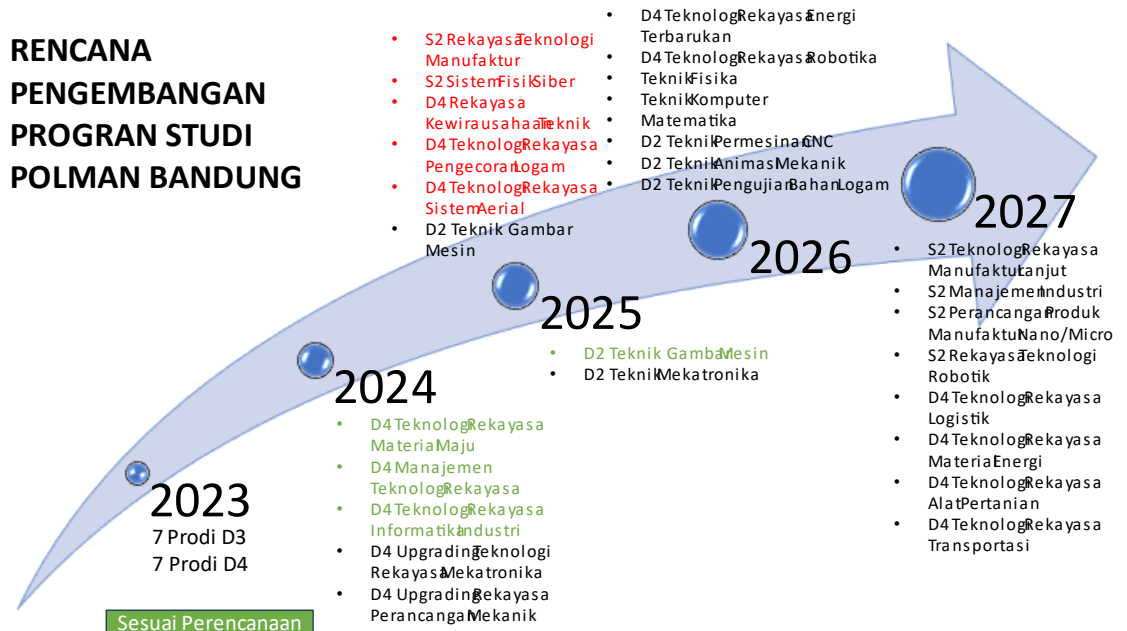 RENCANA
PENGEMBANGAN
PROGRAN STUDI
POLMAN BANDUNG
• S2 Rekayasa Teknologi
Manufaktur
• S2 Sistem Fisik Siber
• D4 Rekayasa
Kewirausahaan Teknik
• D4 Teknologi Rekayasa
Pengecoran Logam
• D4 Teknologi Rekayasa
Sistem Aerial
• D2 Teknik Gambar
Mesin
• D4 Teknologi Rekayasa Energi
Terbarukan
• D4 Teknologi Rekayasa Robotika
• Teknik Fisika
• Teknik Komputer
• Matematika
• D2 Teknik Permesinan CNC
• D2 Teknik Animasi Mekanik
• D2 Teknik Pengujian Bahan Logam
2023
7 Prodi D3
7 Prodi D4
2024
• D4 Teknologi Rekayasa
Material Maju
• D4 Manajemen
Teknologi Rekayasa
• D4 Teknologi Rekayasa
Informatika Industri
• D4 Upgrading Teknologi
Rekayasa Mekatronika
• D4 Upgrading Rekayasa
Perancangan Mekanik
2025
• D2 Teknik Gambar Mesin
• D2 Teknik Mekatronika
2026
2027
• S2 Teknologi Rekayasa
Manufaktur Lanjut
• S2 Manajemen Industri
• S2 Perancangan Produk
Manufaktur Nano/Micro
• S2 Rekayasa Teknologi
Robotik
• D4 Teknologi Rekayasa
Logistik
• D4 Teknologi Rekayasa
Material Energi
• D4 Teknologi Rekayasa
Alat Pertanian
• D4 Teknologi Rekayasa
Transportasi
Sesuai Perencanaan